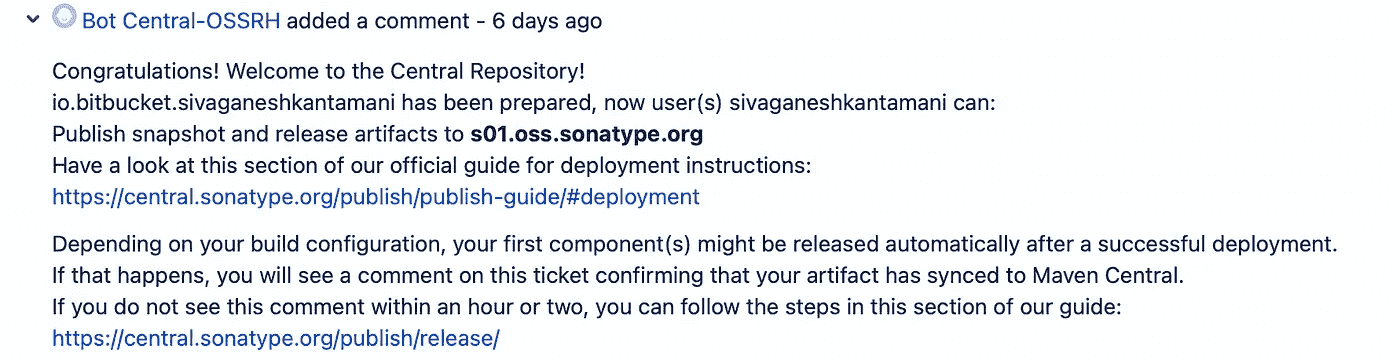 Bot Central-OSSRH added a comment - 6 days ago
Congratulations! Welcome to the Central Repository!
io.bitbucket.sivaganeshkantamani has been prepared, now user(s) sivaganeshkantamani can:
Publish snapshot and release artifacts to s01.oss.sonatype.org
Have a look at this section of our official guide for deployment instructions:
https://central.sonatype.org/publish/publish-guide/#deployment
Depending on your build configuration, your first component(s) might be released automatically after a successful deployment.
If that happens, you will see a comment on this ticket confirming that your artifact has synced to Maven Central.
If you do not see this comment within an hour or two, you can follow the steps in this section of our guide:
https://central.sonatype.org/publish/release/